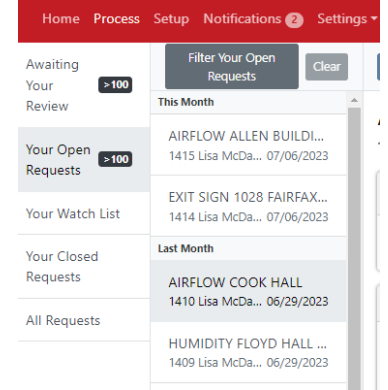 Home Process Setup Notifications 2 Settings
Awaiting
Your
Review
>100
Your Open
Requests
>100
Your Watch List
Your Closed
Requests
All Requests
Filter Your Open
Requests
Clear
This Month
AIRFLOW ALLEN BUILDI...
1415 Lisa McDa... 07/06/2023
EXIT SIGN 1028 FAIRFAX...
1414 Lisa McDa... 07/06/2023
Last Month
AIRFLOW COOK HALL
1410 Lisa McDa... 06/29/2023
HUMIDITY FLOYD HALL ...
1409 Lisa McDa... 06/29/2023